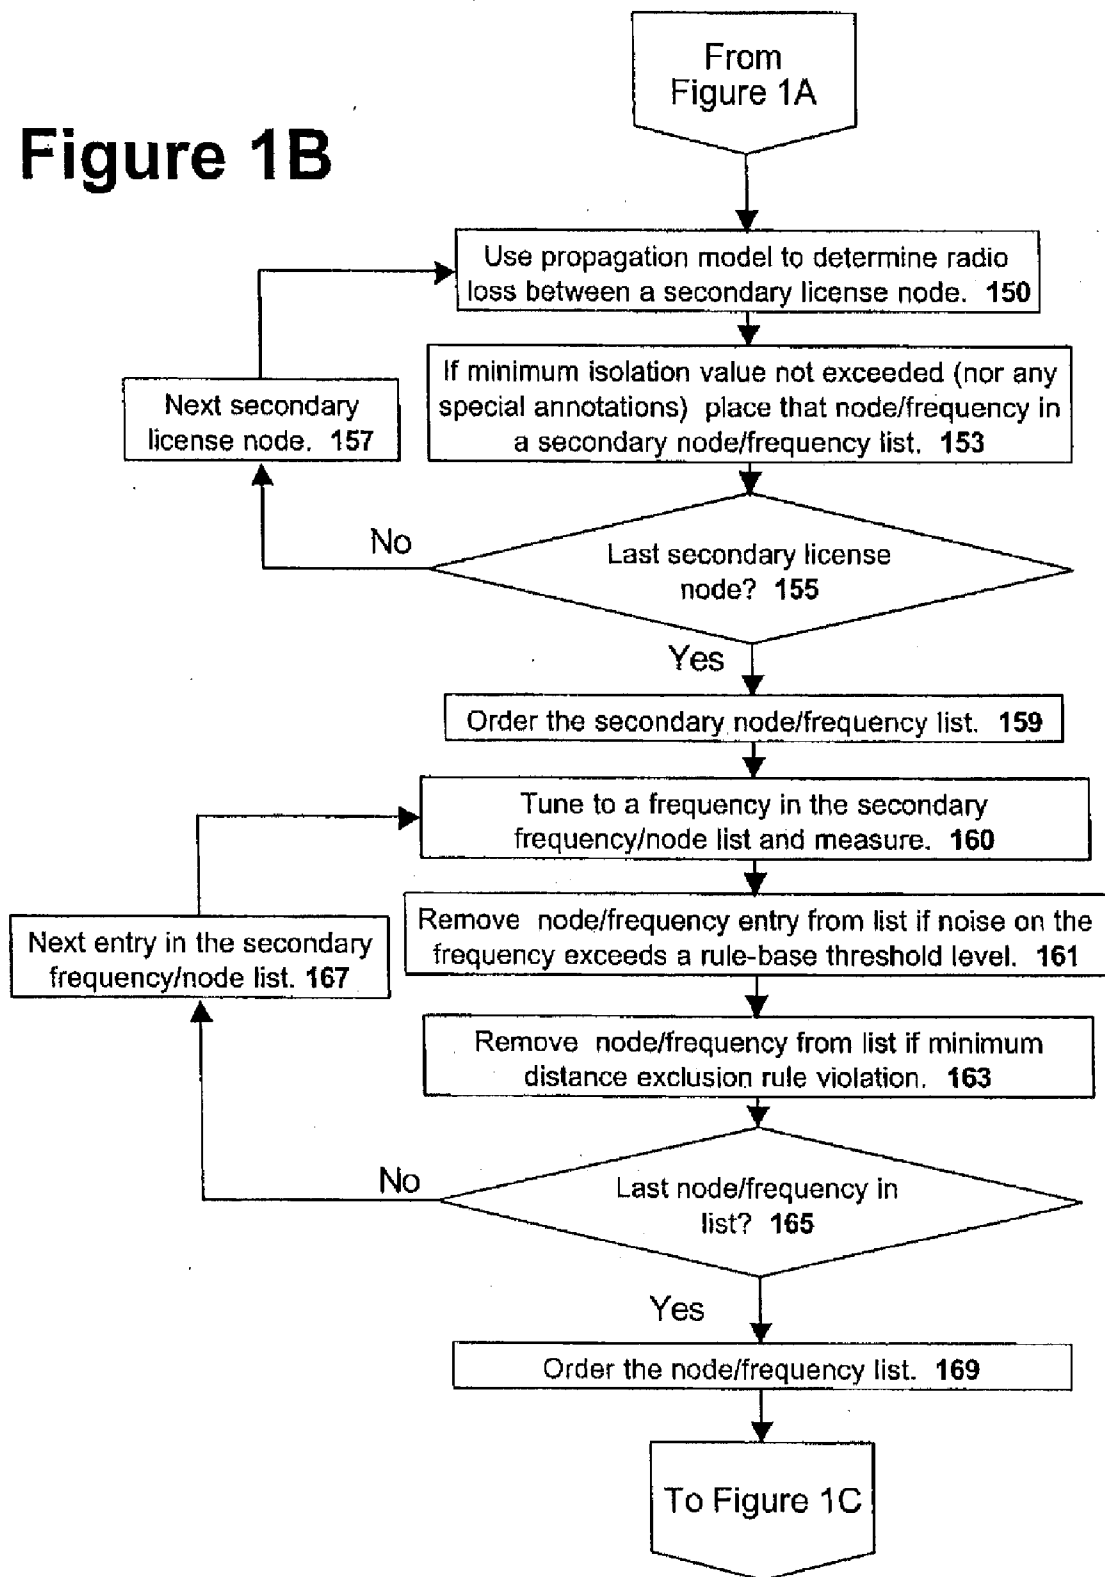 From
Figure 1A
Figure 1B
Use propagation model to determine radio
loss between a secondary license node. 150
If minimum isolation value not exceeded (nor any
special annotations) place that node/frequency in
a secondary node/frequency list. 153
Next secondary
license node. 157
No
Last secondary license
node? 155
Yes
Order the secondary node/frequency list. 159
Tune to a frequency in the secondary
frequency/node list and measure. 160
Remove node/frequency entry from list if noise on the
frequency exceeds a rule-base threshold level. 161
Next entry in the secondary
frequency/node list. 167
Remove node/frequency from list if minimum
distance exclusion rule violation. 163
No
Last node/frequency in
list? 165
Yes
Order the node/frequency list. 169
To Figure 1C